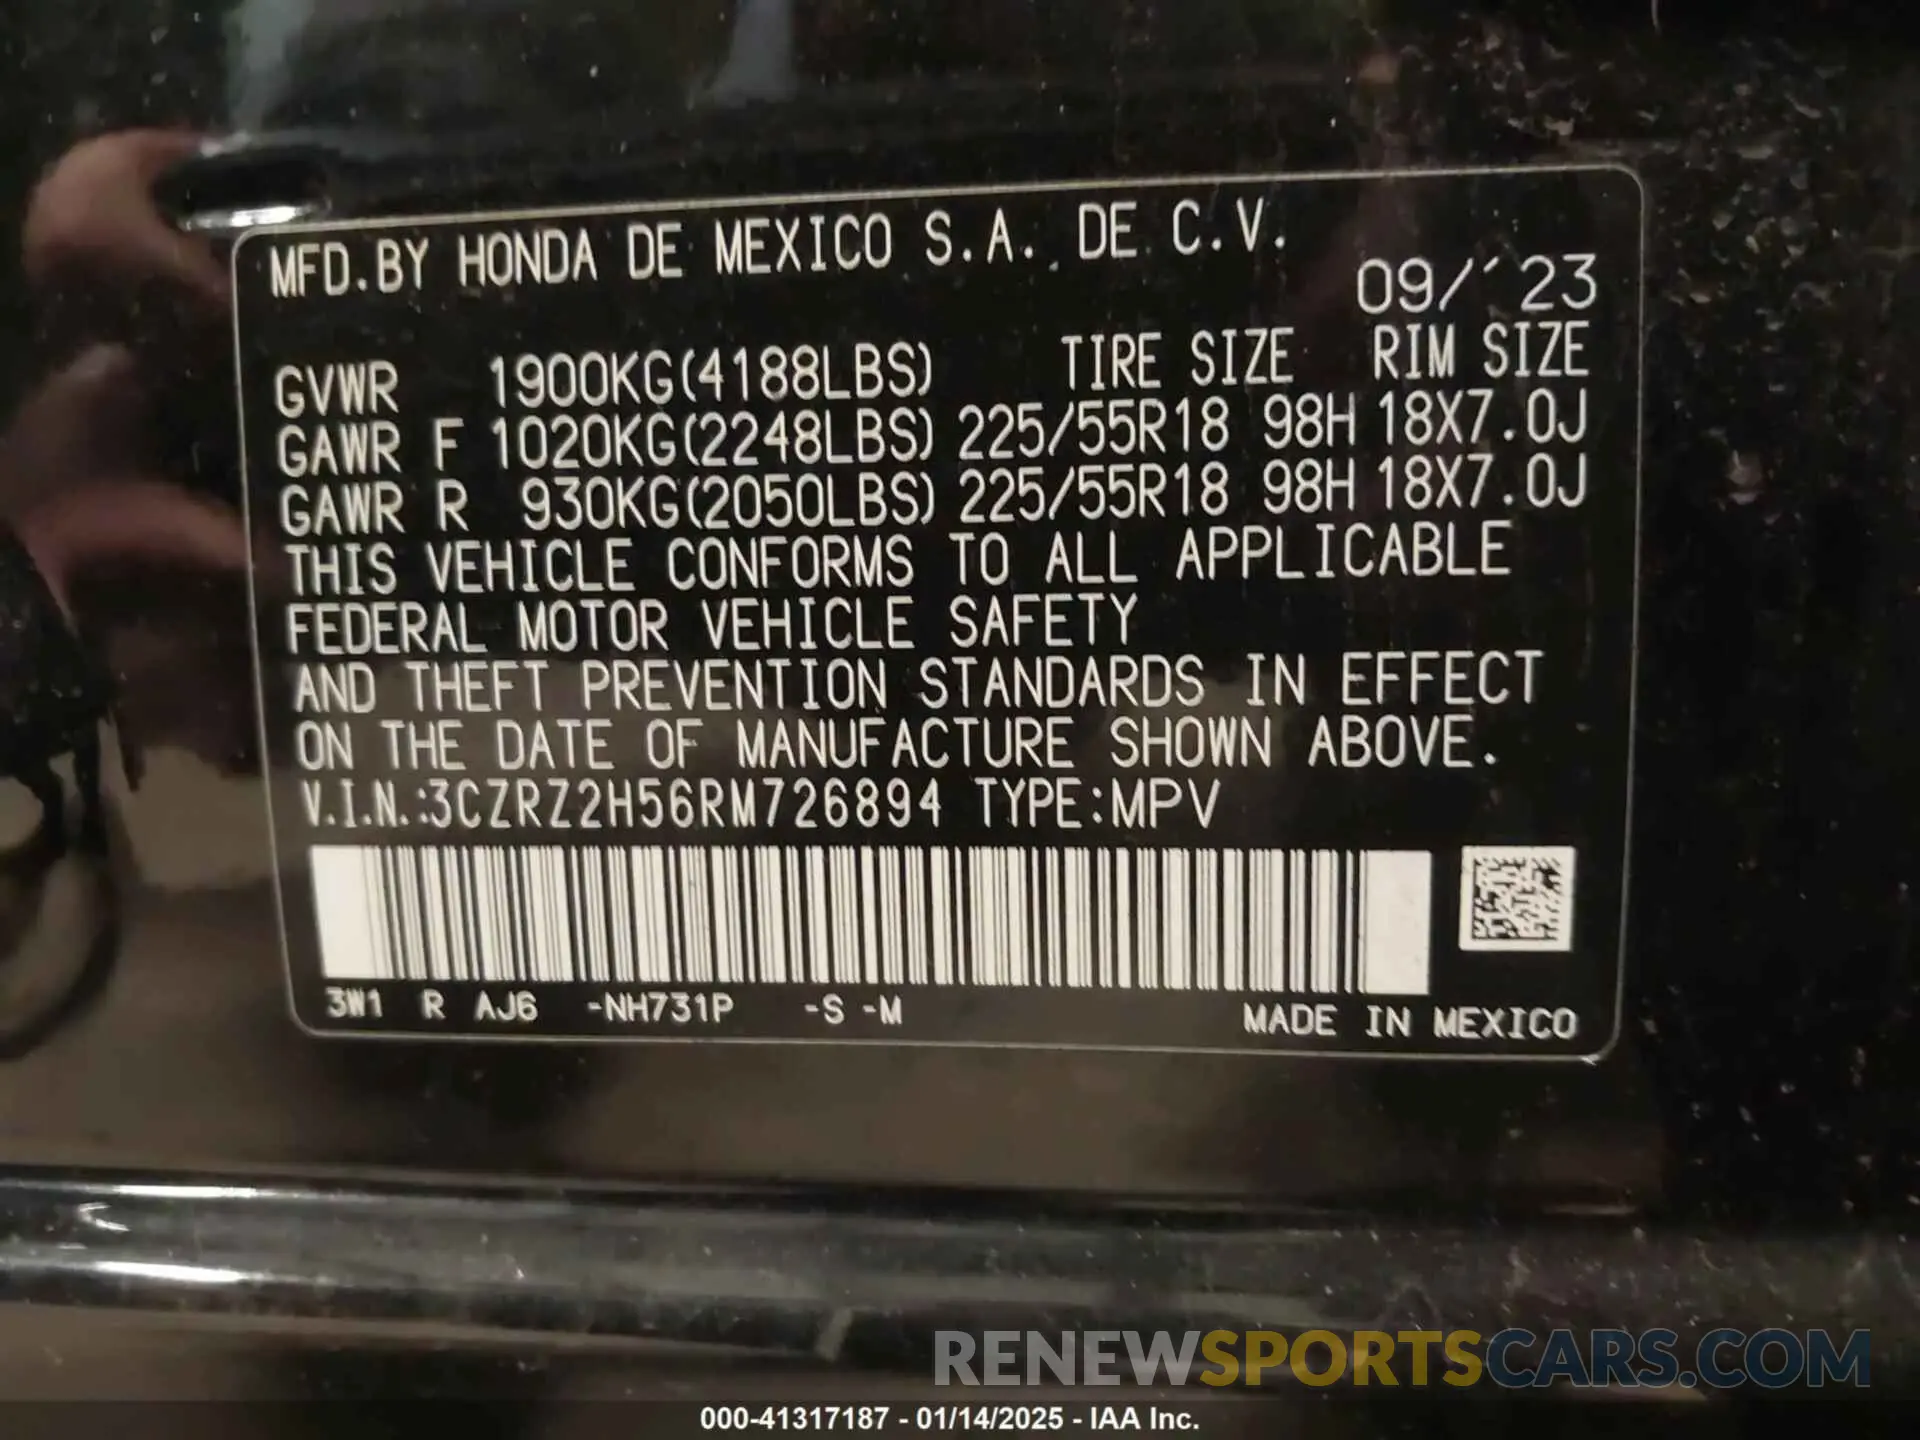 MFD.BY HONDA DE MEXICO S.A. DE C.V.
09/´23
GVWR 1900KG(4188LBS) TIRE SIZE RIM SIZE
GAWR F 1020KG(2248LBS) 225/55R18 98H 18X7.0J
GAWR R 930KG(2050LBS) 225/55R18 98H 18X7.0J
THIS VEHICLE CONFORMS TO ALL APPLICABLE
FEDERAL MOTOR VEHICLE SAFETY
AND THEFT PREVENTION STANDARDS IN EFFECT
ON THE DATE OF MANUFACTURE SHOWN ABOVE.
V.I.N.:3CZRZ2H56RM726894 TYPE:MPV
3W1 R AJ6 -NH731P -S -M MADE IN MEXICO
RENEWSPORTSCARS.COM
000-41317187 - 01/14/2025 - IAA Inc.